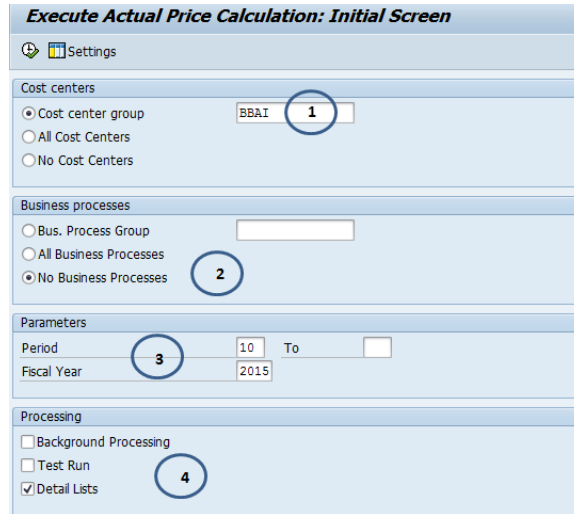 Execute Actual Price Calculation: Initial Screen
Settings
Cost centers
Cost center group BBAI 1
All Cost Centers
No Cost Centers
Business processes
Bus. Process Group
All Business Processes
No Business Processes 2
Parameters
Period 3 10 To
Fiscal Year 2015
Processing
Background Processing
Test Run
Detail Lists 4